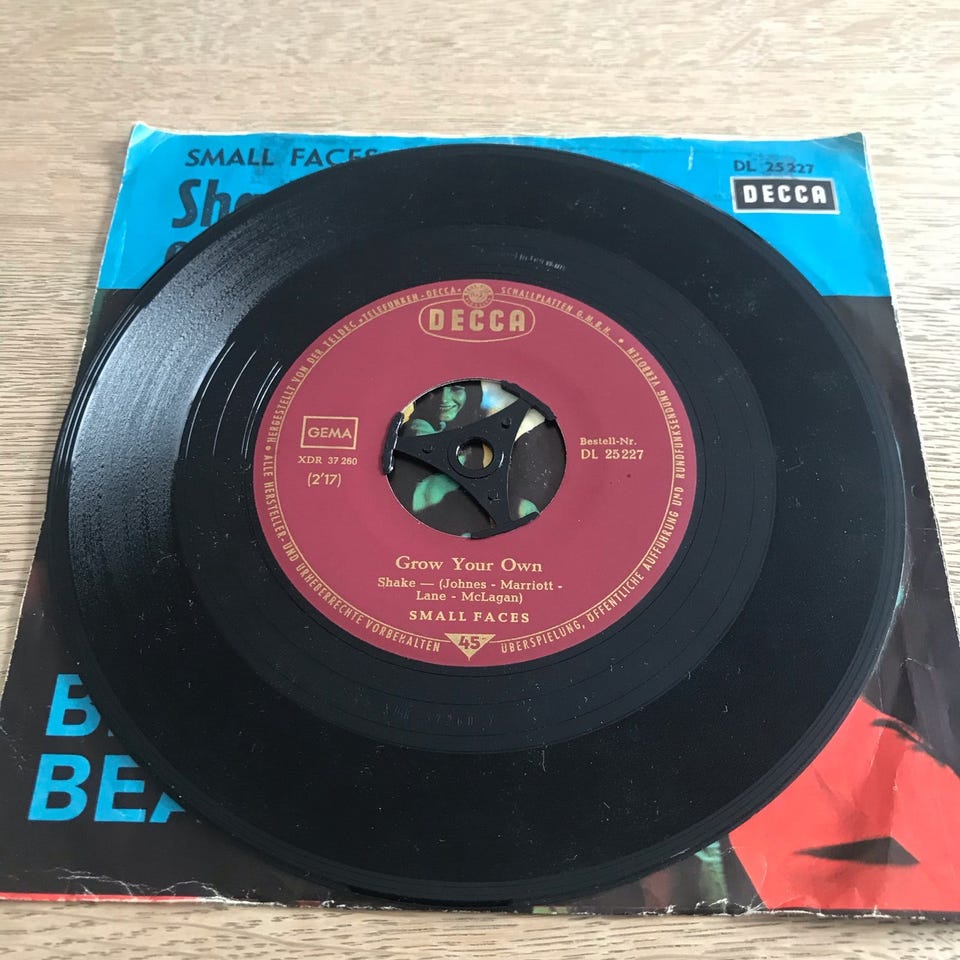 SMALL FACES
DL 25227
DECCA
Sha
B
BEA
HERGESTELLT VON DER TELDEC •TELEFUNKEN-DECCA• SCHALLPLATTEN G.M.B.H. •
DECCA
GEMA
XDR 37 260
(2'17)
Bestell-Nr.
DL 25227
Grow Your Own
Shake — (Johnes - Marriott -
Lane - McLagan)
SMALL FACES
45
• ALLE HERSTELLER-UND URHEBERRECHTE VORBEHALTEN
ÜBERSPIELUNG, ÖFFENTLICHE AUFFÜHRUNG UND RUNDFUNKSENDUNG VERBOTEN